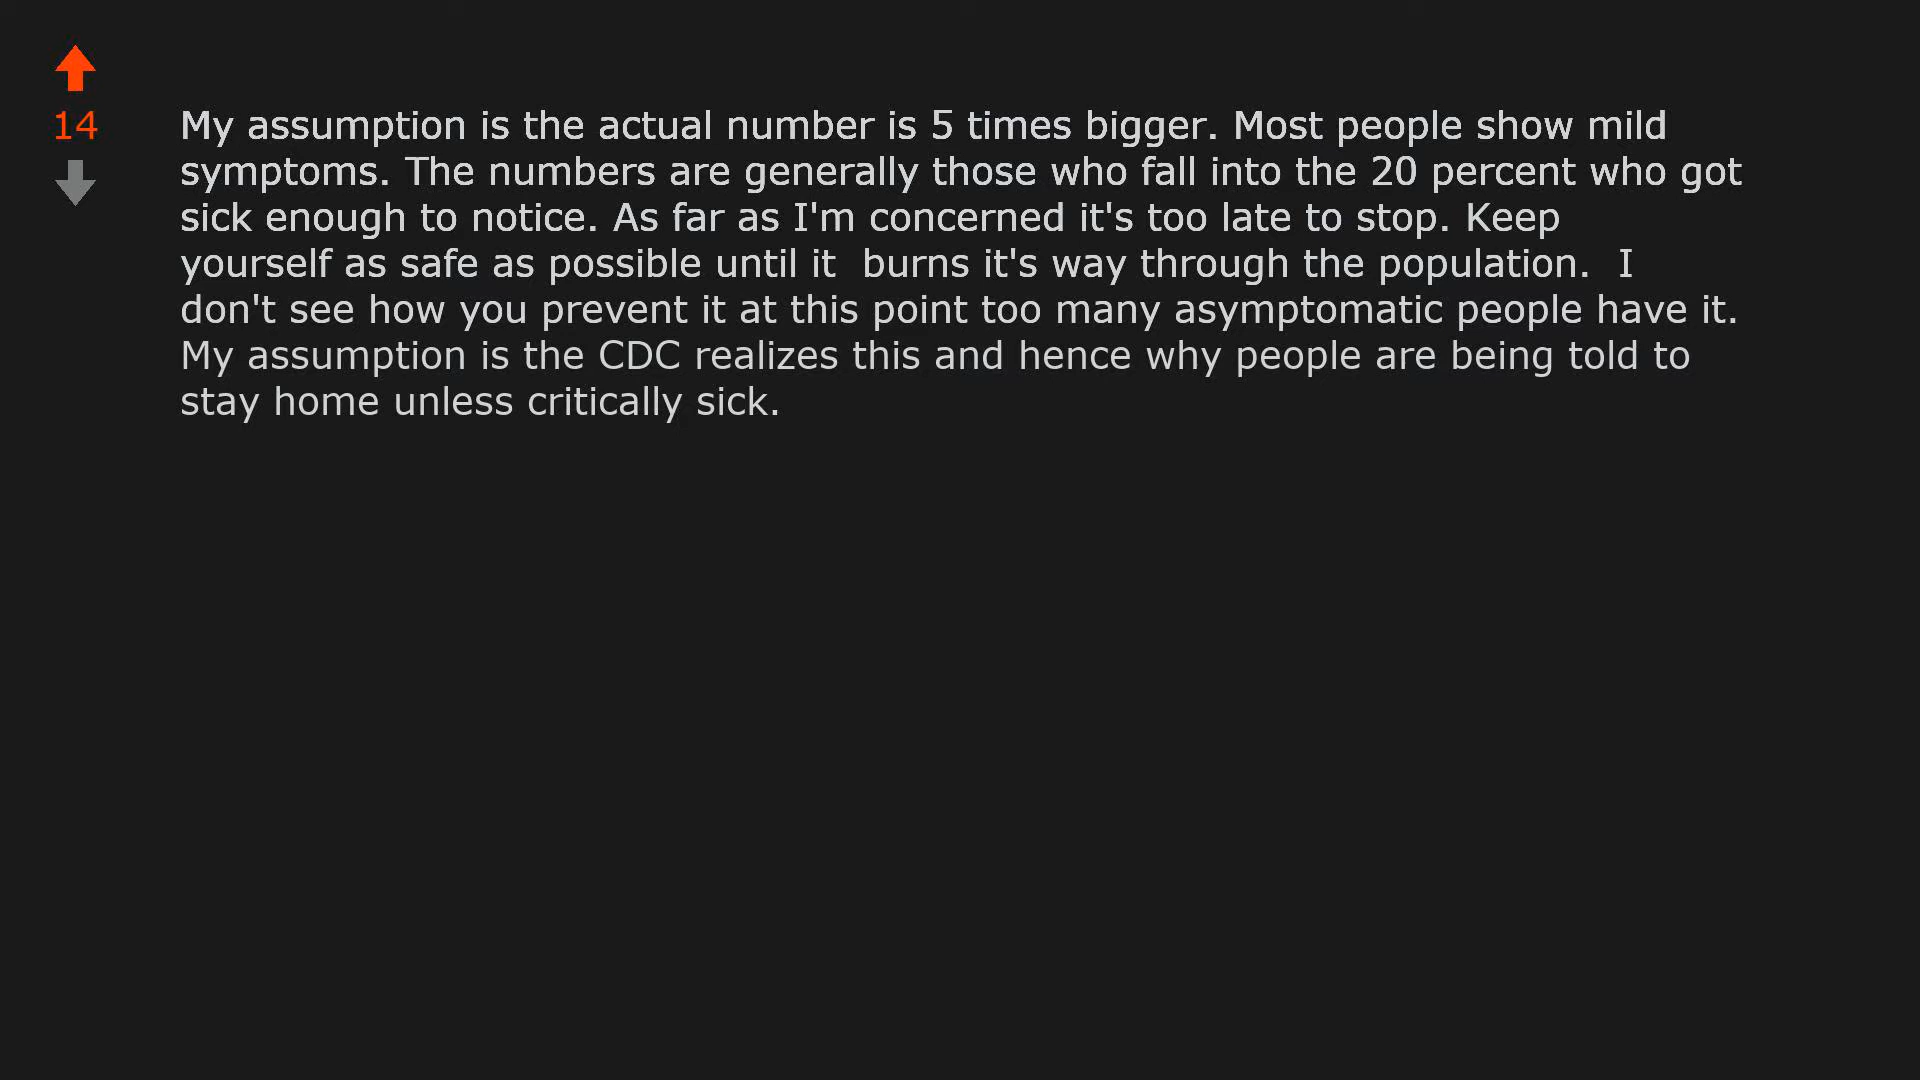 14
My assumption is the actual number is 5 times bigger. Most people show mild
symptoms. The numbers are generally those who fall into the 20 percent who got
sick enough to notice. As far as I'm concerned it's too late to stop. Keep
yourself as safe as possible until it  burns it's way through the population.  I
don't see how you prevent it at this point too many asymptomatic people have it.
My assumption is the CDC realizes this and hence why people are being told to
stay home unless critically sick.